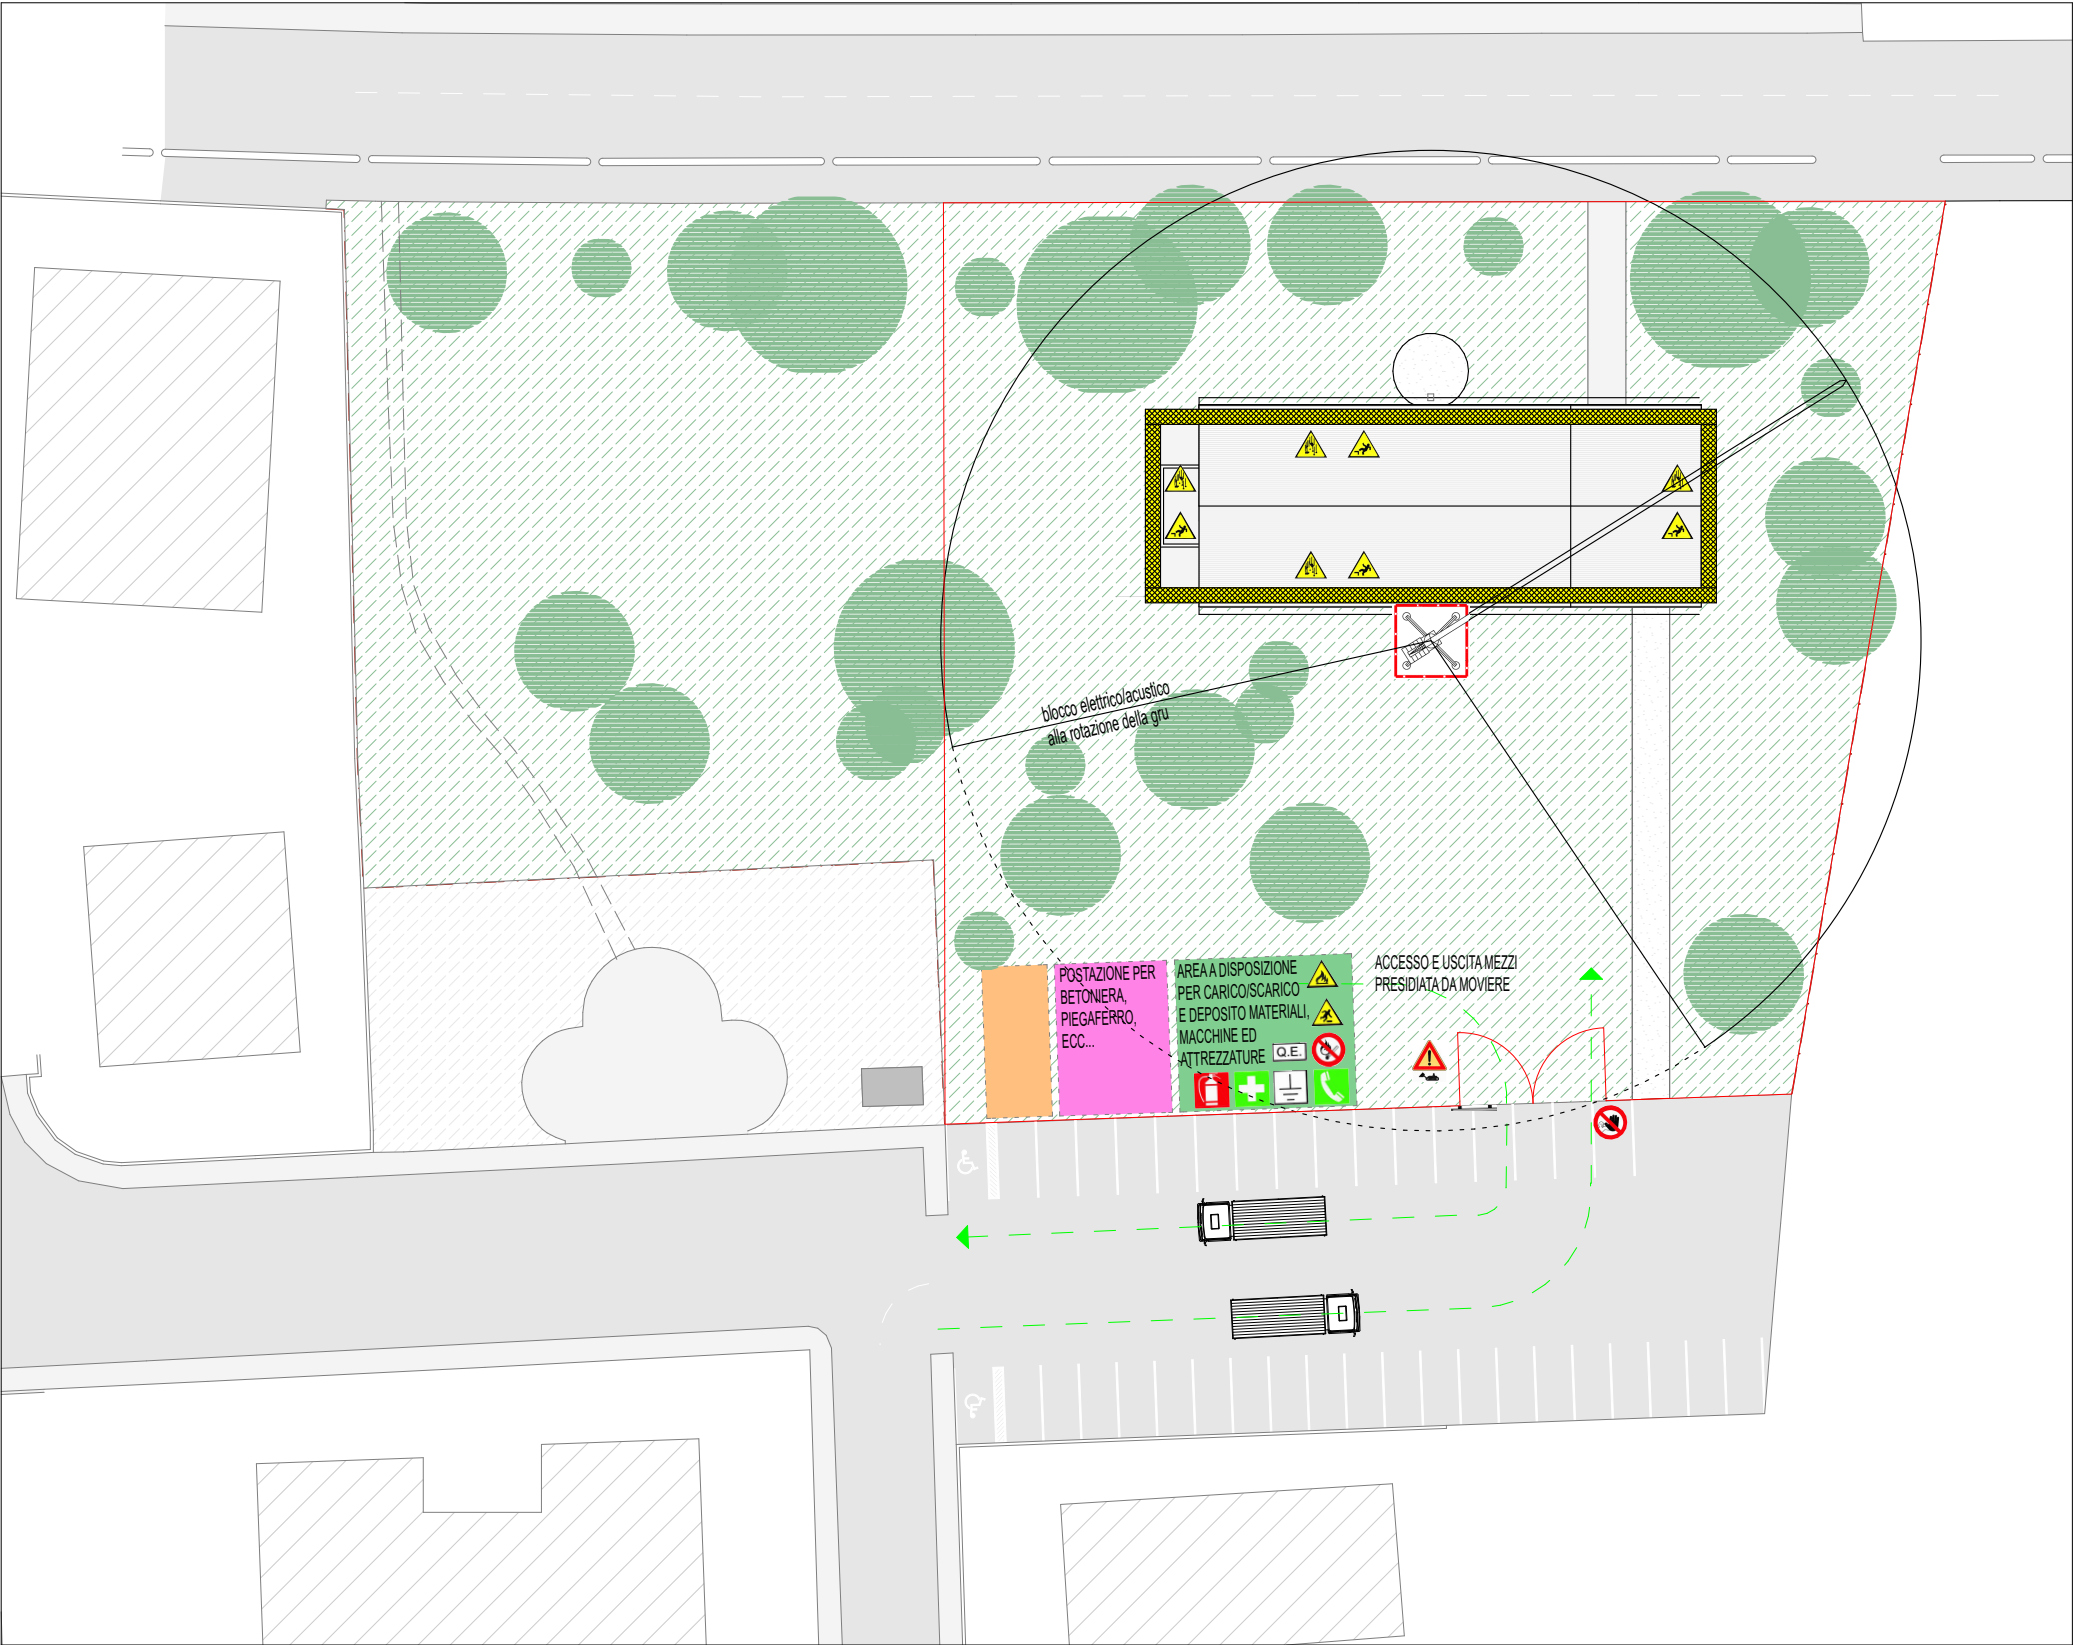 blocco elettrico/acustico
alla rotazione della gru
POSTAZIONE PER
BETONIERA,
PIEGAFERRO,
ECC...
AREA A DISPOSIZIONE
PER CARICO/SCARICO
E DEPOSITO MATERIALI,
MACCHINE ED
ATTREZZATURE
Q.E.
ACCESSO E USCITA MEZZI
PRESIDIATA DA MOVIERE